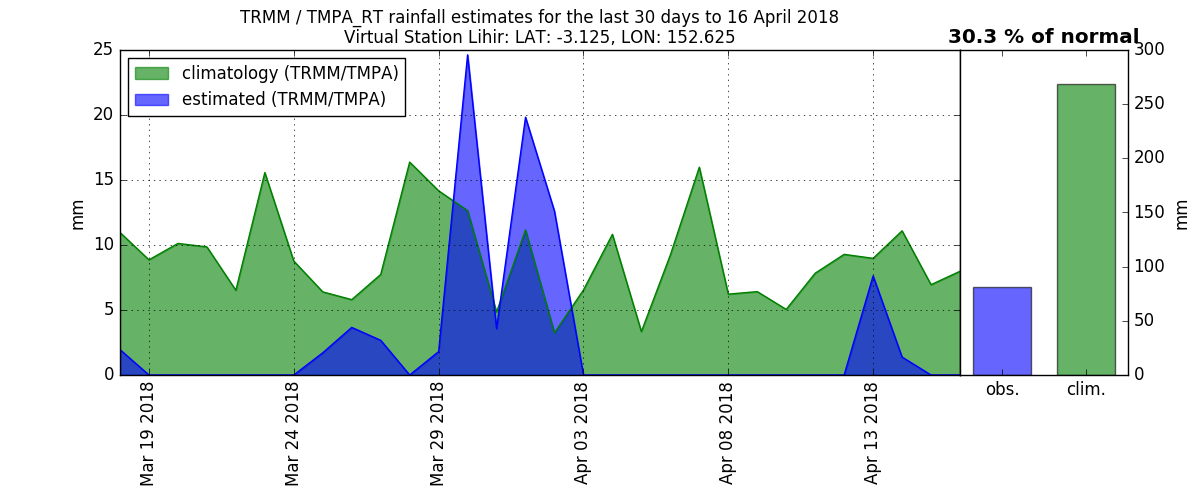 TRMM / TMPA_RT rainfall estimates for the last 30 days to 16 April 2018
Virtual Station Lihir: LAT: -3.125, LON: 152.625
30.3 % of normal
climatology (TRMM/TMPA)
estimated (TRMM/TMPA)
25
20
15
10
5
0
mm
Mar 19 2018
Mar 24 2018
Mar 29 2018
Apr 03 2018
Apr 08 2018
Apr 13 2018
300
250
200
150
100
50
0
mm
obs.
clim.